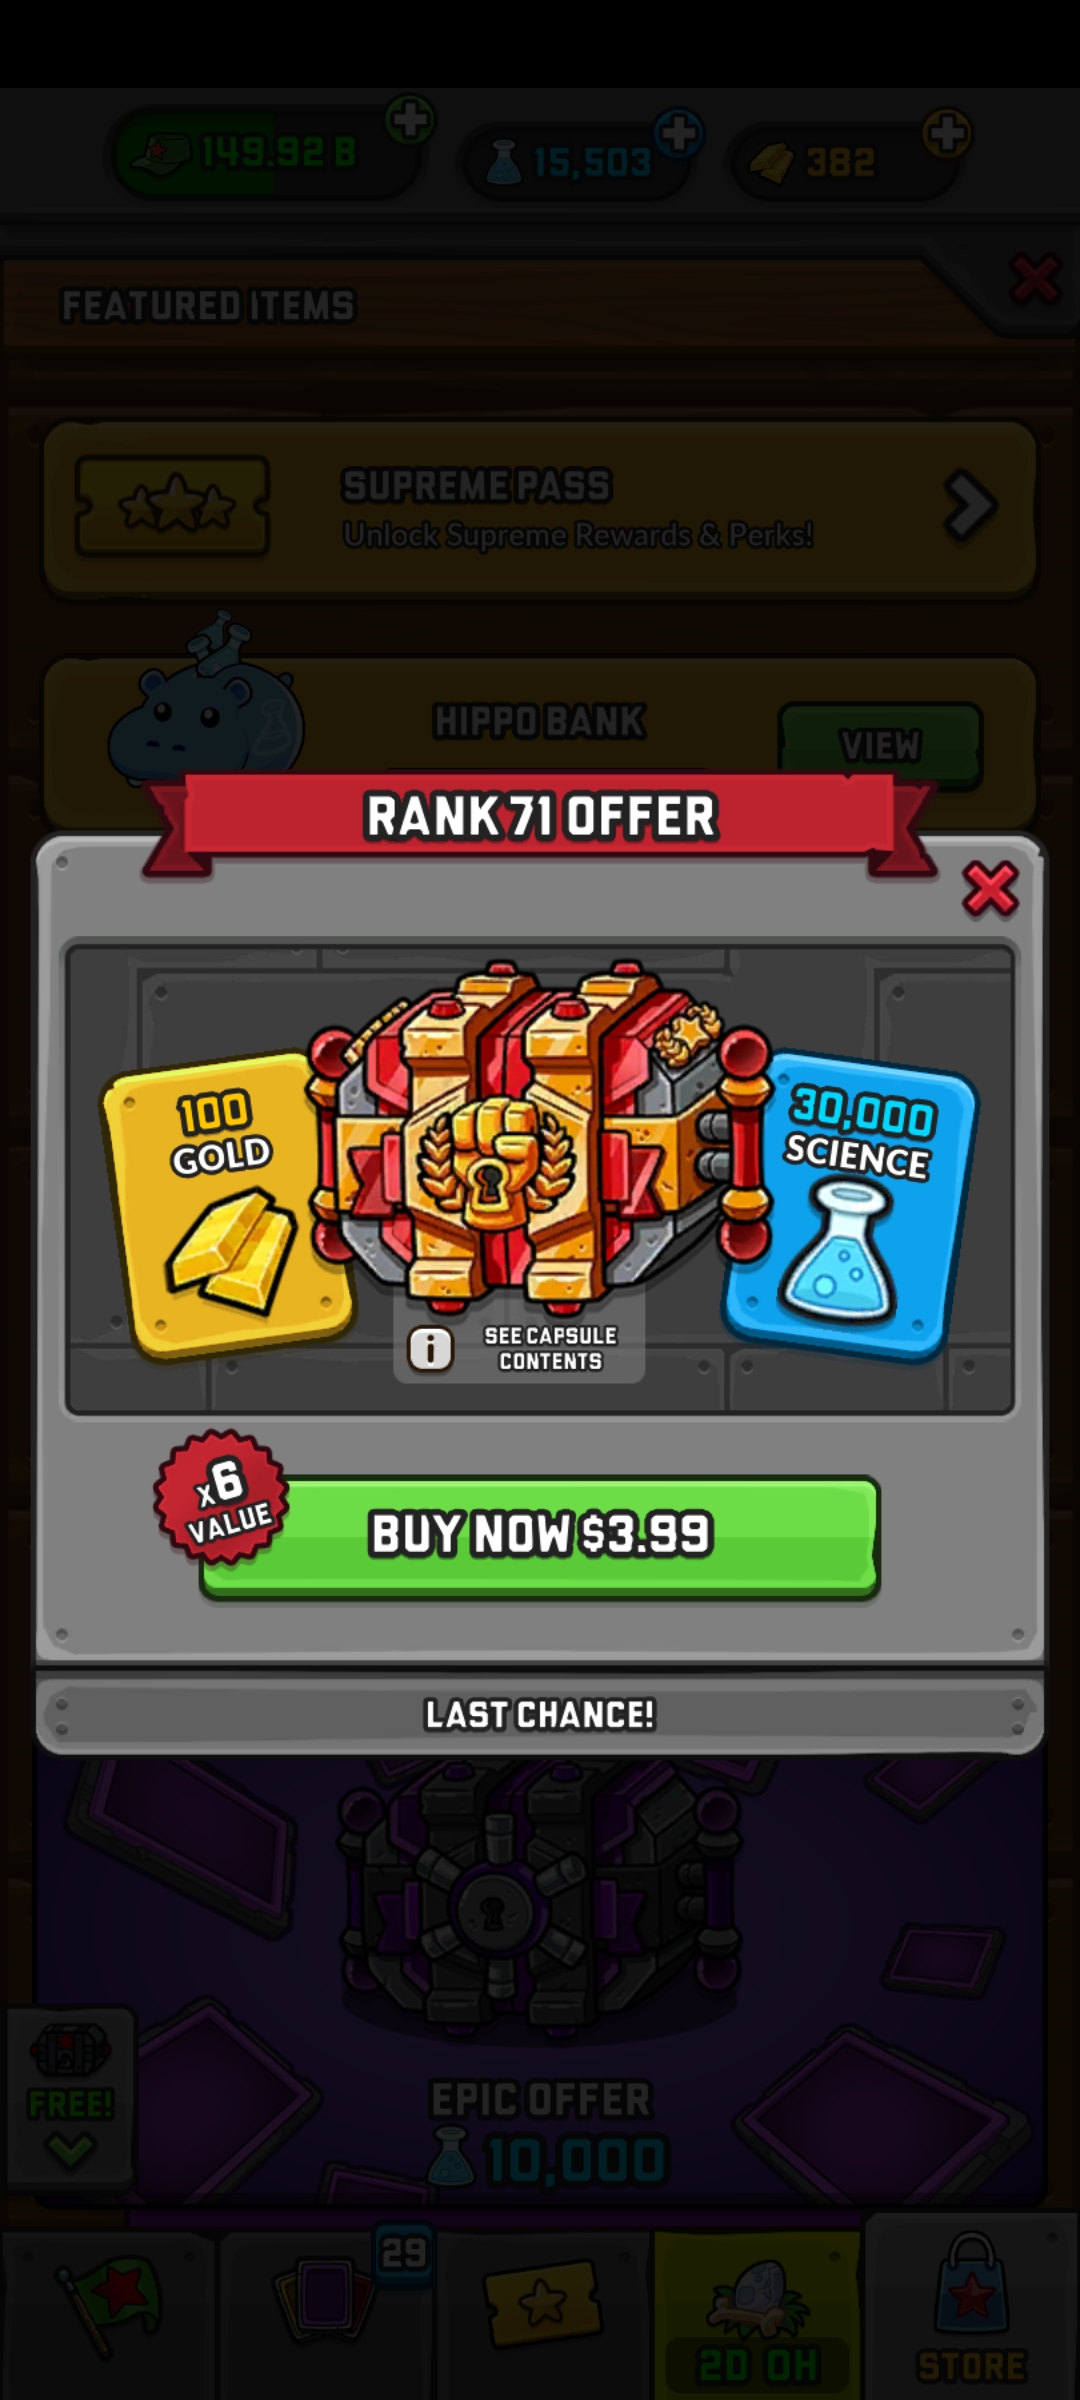 149.92 B
15,503
382
FEATURED ITEMS
SUPREME PASS
Unlock Supreme Rewards & Perks!
HIPPO BANK
VIEW
RANK 71 OFFER
100
GOLD
30,000
SCIENCE
i
SEE CAPSULE
CONTENTS
x6
VALUE
BUY NOW $3.99
LAST CHANCE!
FREE!
EPIC OFFER
10,000
29
2D 0H
STORE